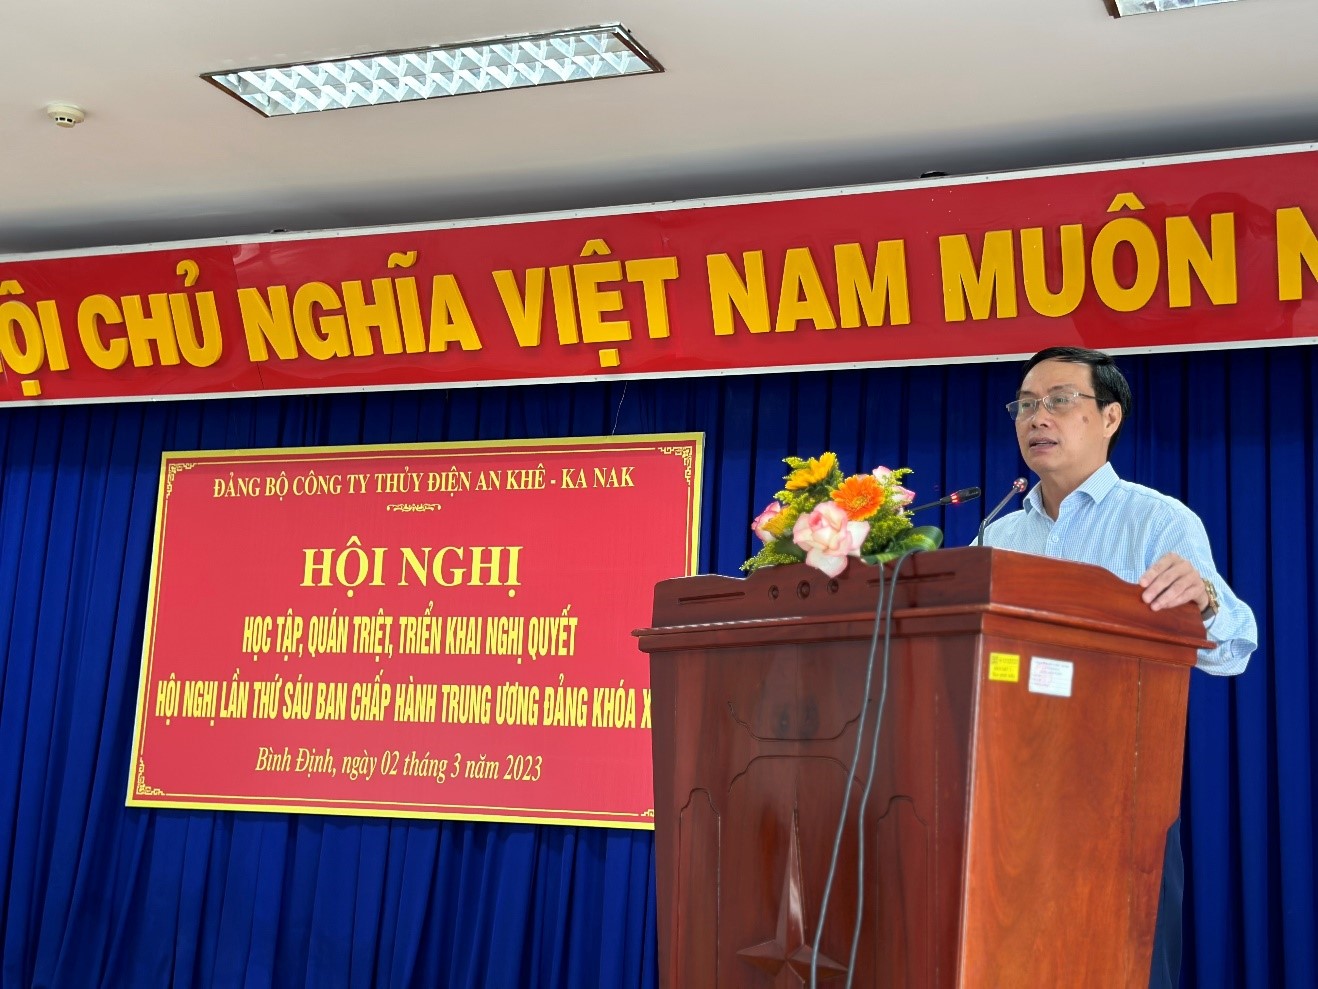 ỘI CHỦ NGHĨA VIỆT NAM MUÔN N
ĐẢNG BỘ CÔNG TY THỦY ĐIỆN AN KHÊ - KA NAK
HỘI NGHỊ
HỌC TẬP, QUÁN TRIỆT, TRIỂN KHAI NGHỊ QUYẾT
HỘI NGHỊ LẦN THỨ SÁU BAN CHẤP HÀNH TRUNG ƯƠNG ĐẢNG KHÓA X
Bình Định, ngày 02 tháng 3 năm 2023